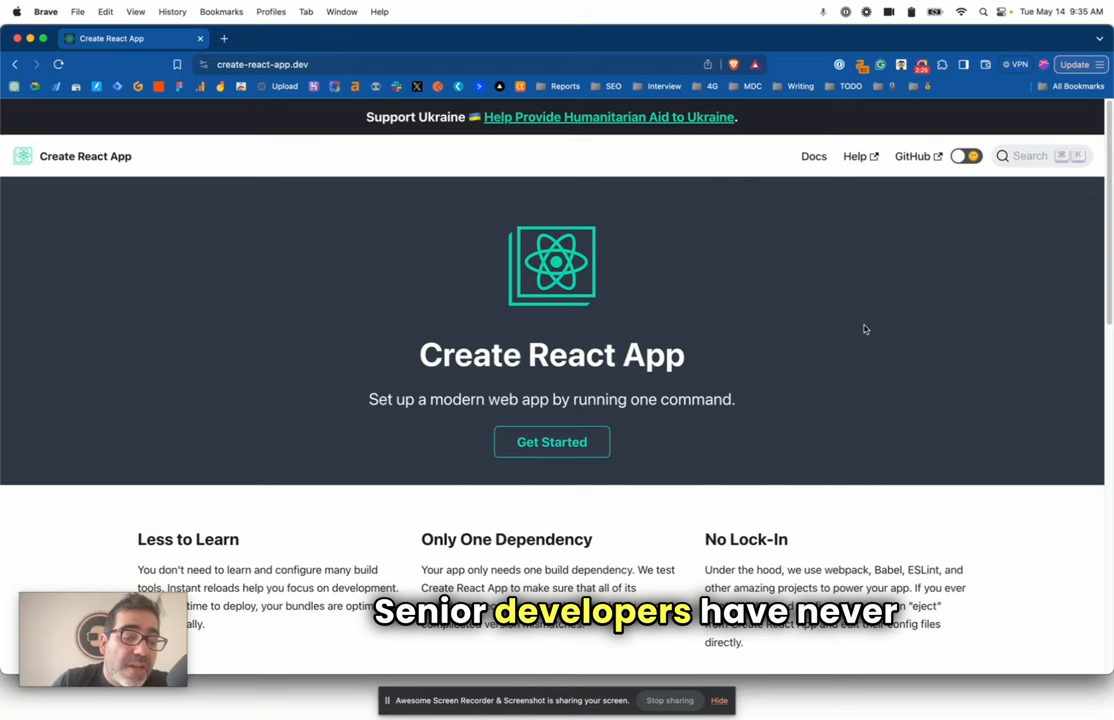 Brave File Edit View History Bookmarks Profiles Tab Window Help Tue May 14 9:35 AM
Create React App
create-react-app.dev VPN Update
Upload Reports SEO Interview 4G MDC Writing TODO All Bookmarks
Support Ukraine 🇺🇦 Help Provide Humanitarian Aid to Ukraine.
Create React App Docs Help GitHub Search ⌘ K
Create React App
Set up a modern web app by running one command.
Get Started
Less to Learn
You don't need to learn and configure many build
tools. Instant reloads help you focus on development.
time to deploy, your bundles are
Only One Dependency
Your app only needs one build dependency. We test
Create React App to make sure that all of its
No Lock-In
Under the hood, we use webpack, Babel, ESLint, and
other amazing projects to power your app. If you ever
"eject"
config files
directly.
Senior developers have never
Awesome Screen Recorder & Screenshot is sharing your screen. Stop sharing Hide